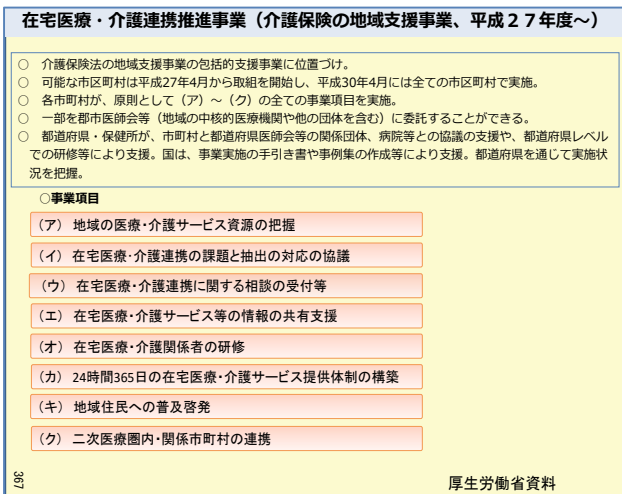 在宅医療・介護連携推進事業（介護保険の地域支援事業、平成２７年度～）
○　介護保険法の地域支援事業の包括的支援事業に位置づけ。
○　可能な市区町村は平成27年4月から取組を開始し、平成30年4月には全ての市区町村で実施。
○　各市町村が、原則として（ア）～（ク）の全ての事業項目を実施。
○　一部を郡市医師会等（地域の中核的医療機関や他の団体を含む）に委託することができる。
○　都道府県・保健所が、市町村と都道府県医師会等の関係団体、病院等との協議の支援や、都道府県レベル
での研修等により支援。国は、事業実施の手引き書や事例集の作成等により支援。都道府県を通じて実施状
況を把握。
○事業項目
（ア） 地域の医療・介護サービス資源の把握
（イ） 在宅医療・介護連携の課題と抽出の対応の協議
（ウ） 在宅医療・介護連携に関する相談の受付等
（エ） 在宅医療・介護サービス等の情報の共有支援
（オ） 在宅医療・介護関係者の研修
（カ） 24時間365日の在宅医療・介護サービス提供体制の構築
（キ） 地域住民への普及啓発
（ク） 二次医療圏内・関係市町村の連携
367
厚生労働省資料